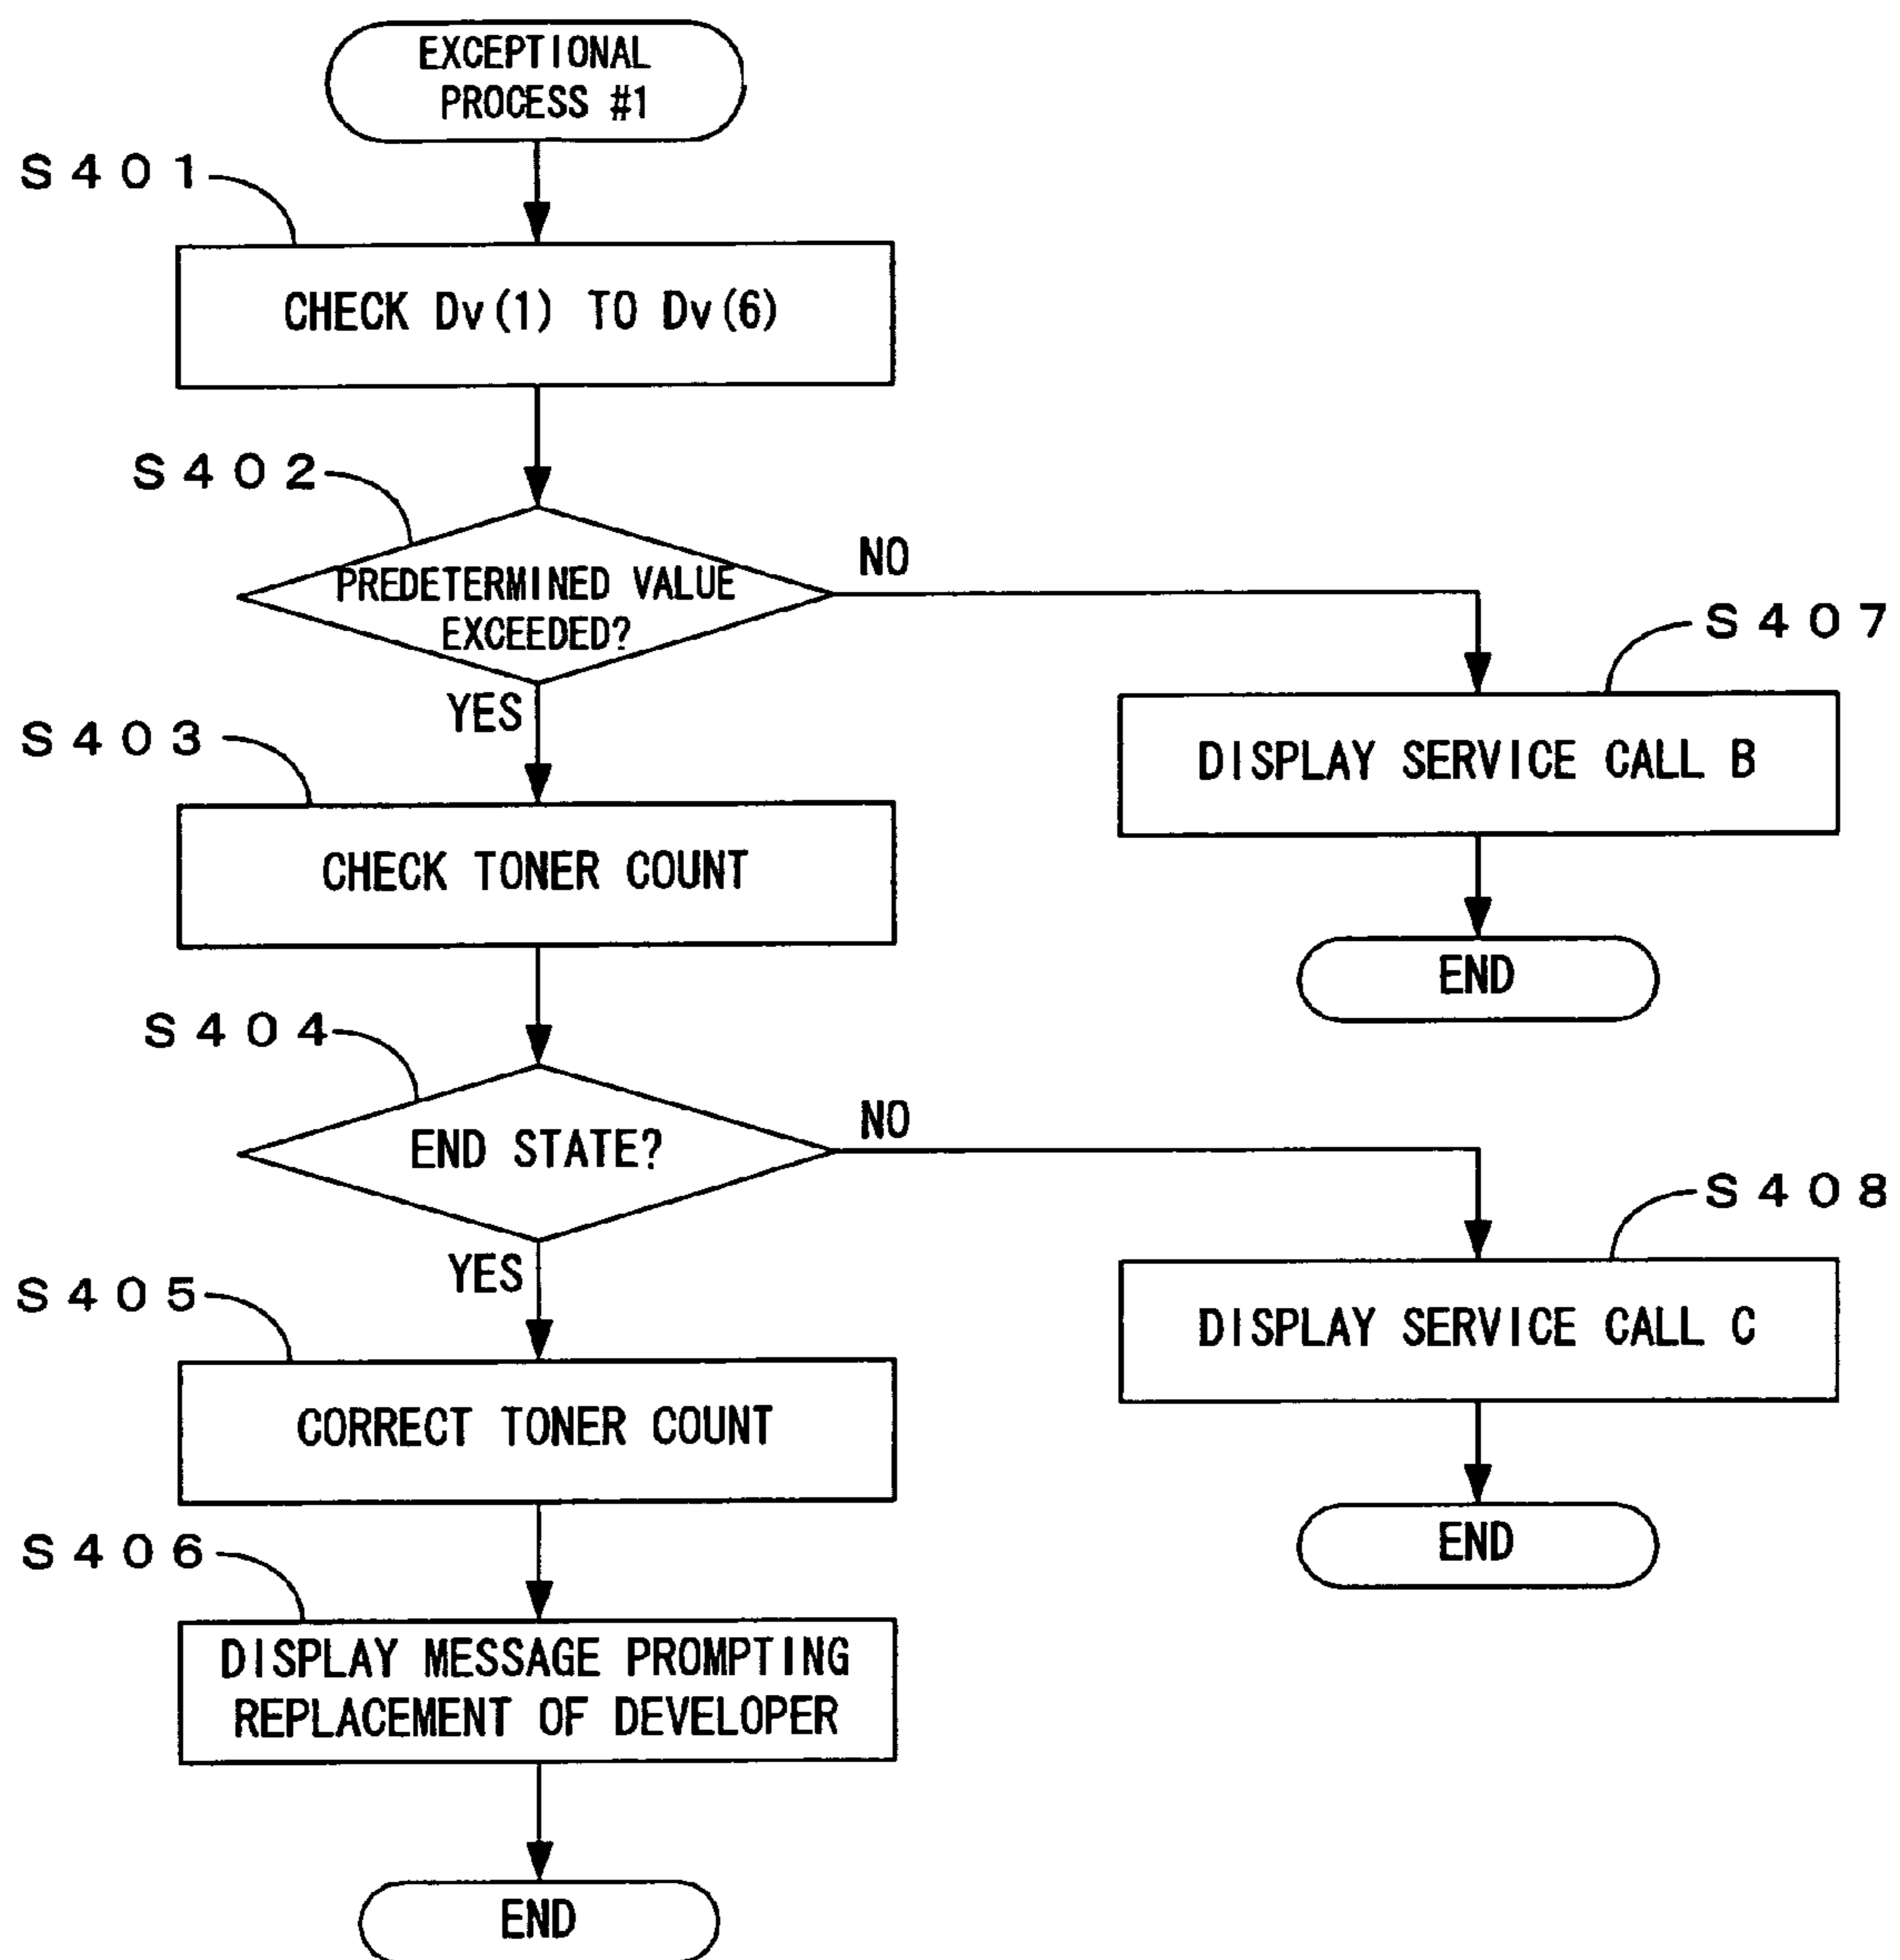 EXCEPTIONAL
PROCESS #1
S401
CHECK Dv(1) TO Dv(6)
S402
PREDETERMINED VALUE
EXCEEDED?
NO
YES
S407
DISPLAY SERVICE CALL B
END
S403
CHECK TONER COUNT
S404
END STATE?
NO
YES
S408
DISPLAY SERVICE CALL C
END
S405
CORRECT TONER COUNT
S406
DISPLAY MESSAGE PROMPTING
REPLACEMENT OF DEVELOPER
END